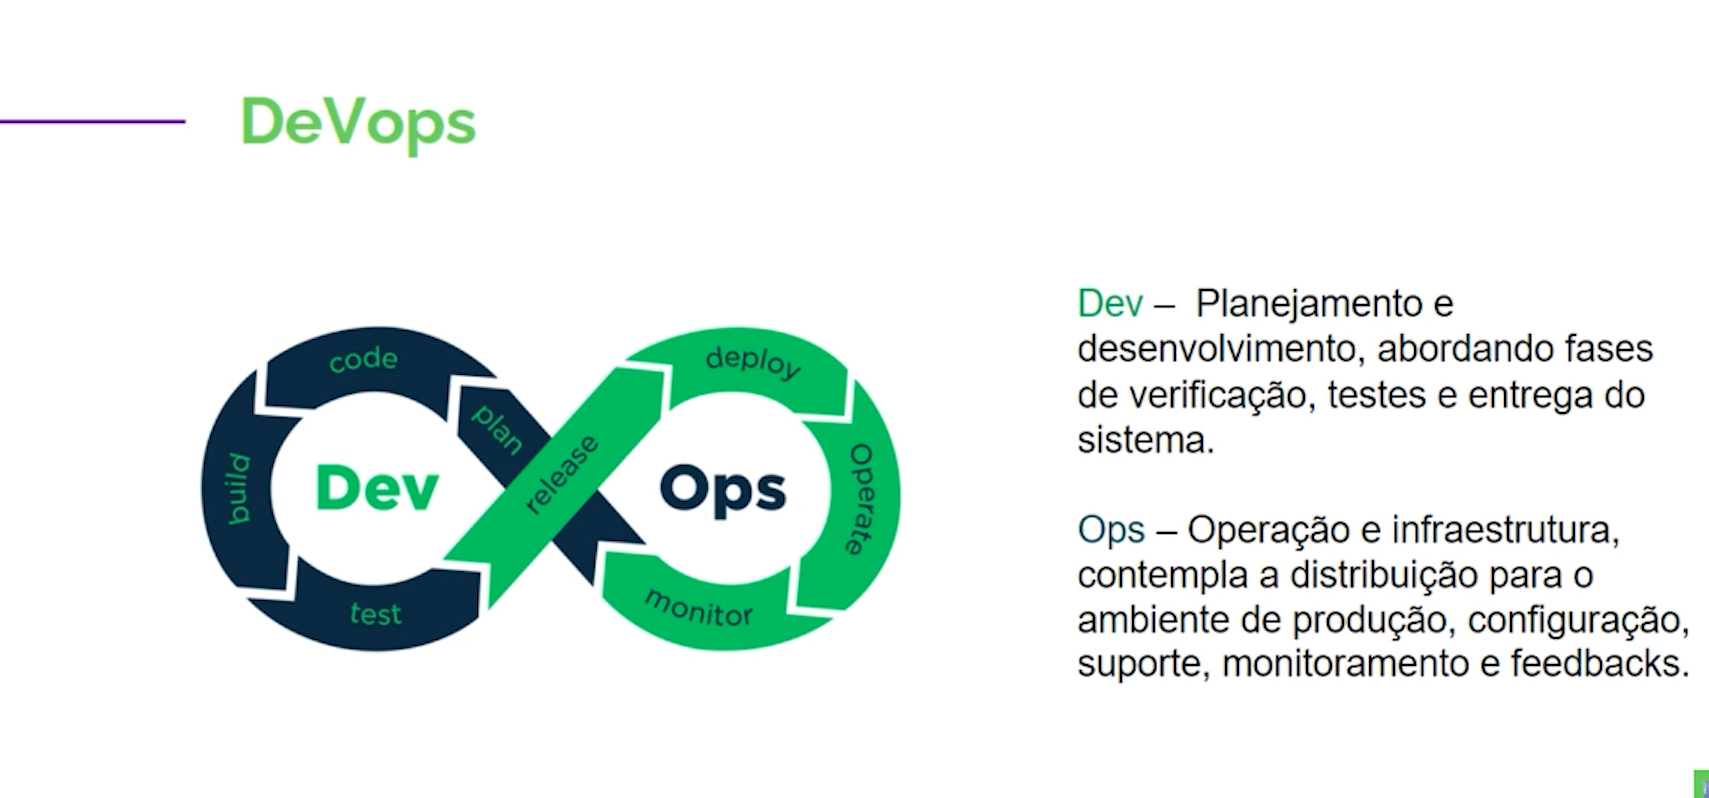 DeVops
code
plan
build
Dev
test
release
deploy
Ops
Operate
monitor
Dev – Planejamento e
desenvolvimento, abordando fases
de verificação, testes e entrega do
sistema.
Ops – Operação e infraestrutura,
contempla a distribuição para o
ambiente de produção, configuração,
suporte, monitoramento e feedbacks.